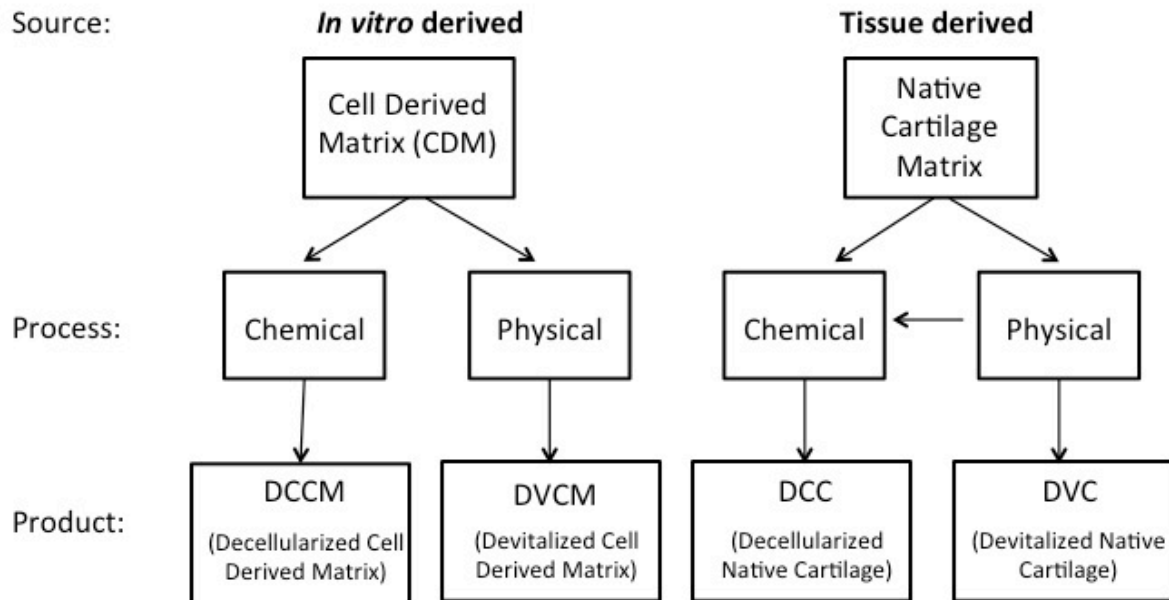 Source:
In vitro derived
Tissue derived
Cell Derived
Matrix (CDM)
Native
Cartilage
Matrix
Process:
Chemical
Physical
Chemical
Physical
Product:
DCCM
(Decellularized Cell
Derived Matrix)
DVCM
(Devitalized Cell
Derived Matrix)
DCC
(Decellularized
Native Cartilage)
DVC
(Devitalized Native
Cartilage)